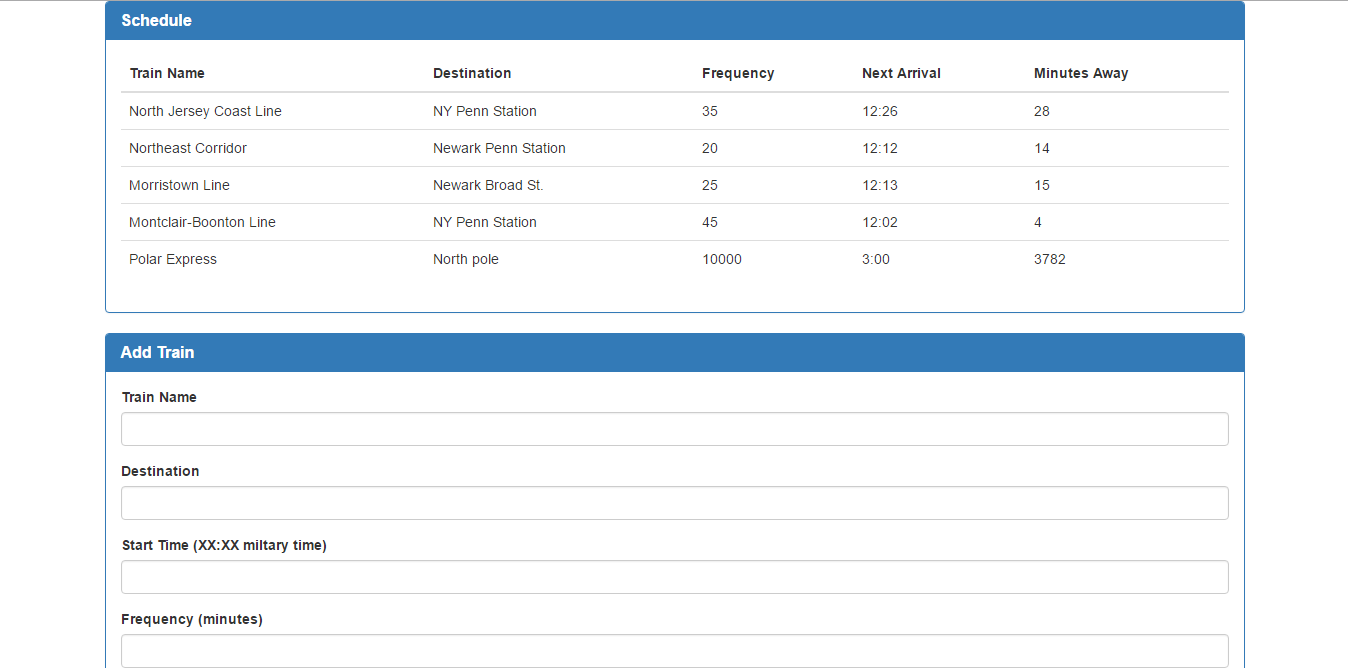 Schedule
Train Name Destination Frequency Next Arrival Minutes Away
North Jersey Coast Line NY Penn Station 35 12:26 28
Northeast Corridor Newark Penn Station 20 12:12 14
Morristown Line Newark Broad St. 25 12:13 15
Montclair-Boonton Line NY Penn Station 45 12:02 4
Polar Express North pole 10000 3:00 3782
Add Train
Train Name
Destination
Start Time (XX:XX miltary time)
Frequency (minutes)